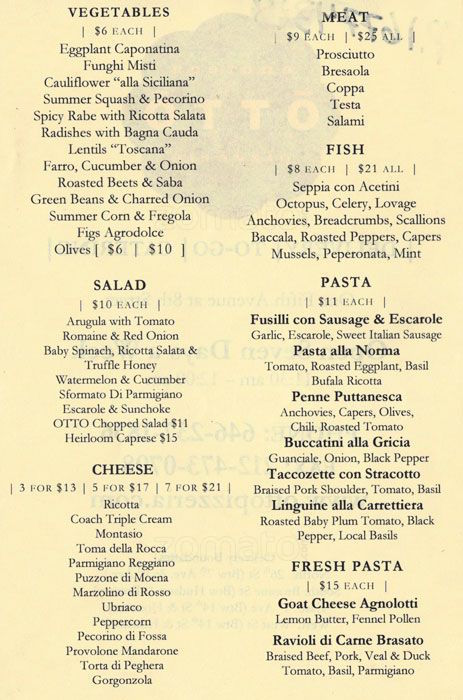 VEGETABLES
| $6 EACH |
Eggplant Caponatina
Funghi Misti
Cauliflower “alla Siciliana”
Summer Squash & Pecorino
Spicy Rabe with Ricotta Salata
Radishes with Bagna Cauda
Lentils “Toscana”
Farro, Cucumber & Onion
Roasted Beets & Saba
Green Beans & Charred Onion
Summer Corn & Fregola
Figs Agrodolce
Olives [ $6 | $10 ]
SALAD
| $10 EACH |
Arugula with Tomato
Romaine & Red Onion
Baby Spinach, Ricotta Salata &
Truffle Honey
Watermelon & Cucumber
Sformato Di Parmigiano
Escarole & Sunchoke
OTTO Chopped Salad $11
Heirloom Caprese $15
CHEESE
| 3 FOR $13 | 5 FOR $17 | 7 FOR $21 |
Ricotta
Coach Triple Cream
Montasio
Toma della Rocca
Parmigiano Reggiano
Puzzone di Moena
Marzolino di Rosso
Ubriaco
Peppercorn
Pecorino di Fossa
Provolone Mandarone
Torta di Peghera
Gorgonzola
MEAT
| $9 EACH | $25 ALL |
Prosciutto
Bresaola
Coppa
Testa
Salami
FISH
| $8 EACH | $21 ALL |
Seppia con Acetini
Octopus, Celery, Lovage
Anchovies, Breadcrumbs, Scallions
Baccala, Roasted Peppers, Capers
Mussels, Peperonata, Mint
PASTA
| $11 EACH |
Fusilli con Sausage & Escarole
Garlic, Escarole, Sweet Italian Sausage
Pasta alla Norma
Tomato, Roasted Eggplant, Basil
Bufala Ricotta
Penne Puttanesca
Anchovies, Capers, Olives,
Chili, Roasted Tomato
Bucatini alla Gricia
Guanciale, Onion, Black Pepper
Taccozette con Stracotto
Braised Pork Shoulder, Tomato, Basil
Linguine alla Carrettiera
Roasted Baby Plum Tomato, Black
Pepper, Local Basils
FRESH PASTA
| $15 EACH |
Goat Cheese Agnolotti
Lemon Butter, Fennel Pollen
Ravioli di Carne Brasato
Braised Beef, Pork, Veal & Duck
Tomato, Basil, Parmigiano
zomato